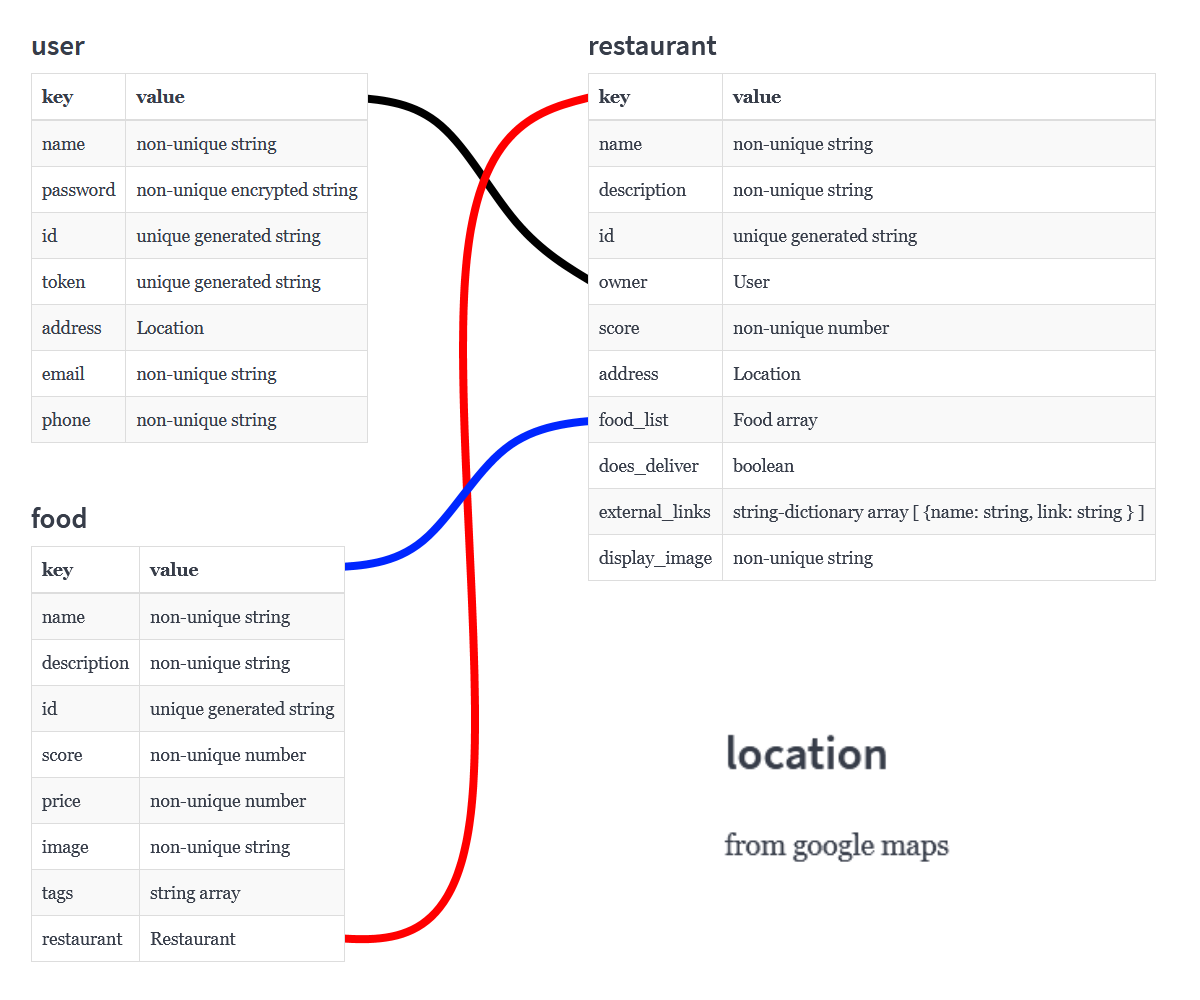 user
key value
name non-unique string
password non-unique encrypted string
id unique generated string
token unique generated string
address Location
email non-unique string
phone non-unique string
food
key value
name non-unique string
description non-unique string
id unique generated string
score non-unique number
price non-unique number
image non-unique string
tags string array
restaurant Restaurant
restaurant
key value
name non-unique string
description non-unique string
id unique generated string
owner User
score non-unique number
address Location
food_list Food array
does_deliver boolean
external_links string-dictionary array [ {name: string, link: string } ]
display_image non-unique string
location
from google maps